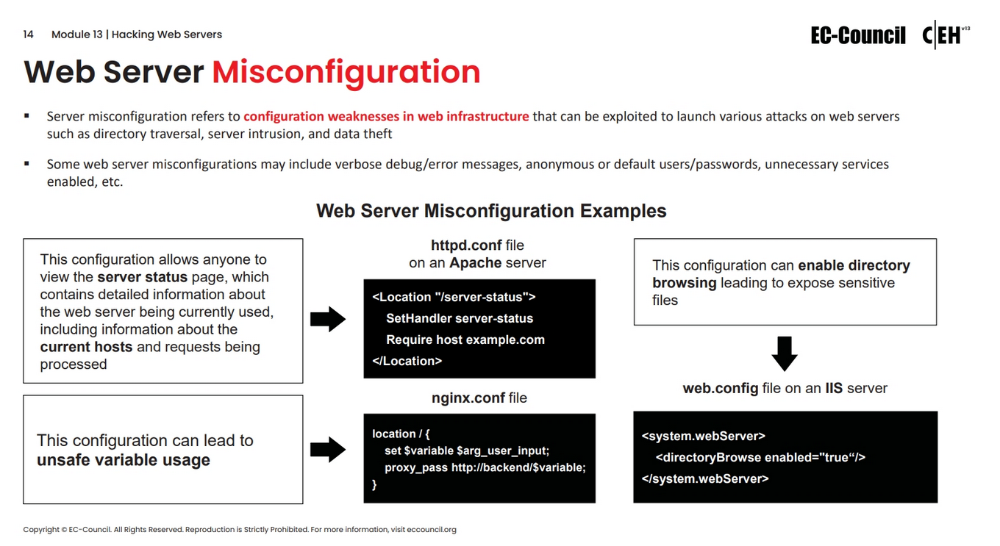 14 Module 13 | Hacking Web Servers
EC-Council C|EH v13
Web Server Misconfiguration
▪ Server misconfiguration refers to configuration weaknesses in web infrastructure that can be exploited to launch various attacks on web servers
such as directory traversal, server intrusion, and data theft
▪ Some web server misconfigurations may include verbose debug/error messages, anonymous or default users/passwords, unnecessary services
enabled, etc.
Web Server Misconfiguration Examples
This configuration allows anyone to
view the server status page, which
contains detailed information about
the web server being currently used,
including information about the
current hosts and requests being
processed
httpd.conf file
on an Apache server
<Location "/server-status">
SetHandler server-status
Require host example.com
</Location>
This configuration can lead to
unsafe variable usage
nginx.conf file
location / {
set $variable $arg_user_input;
proxy_pass http://backend/$variable;
}
This configuration can enable directory
browsing leading to expose sensitive
files
web.config file on an IIS server
<system.webServer>
<directoryBrowse enabled="true“/>
</system.webServer>
Copyright © EC-Council. All Rights Reserved. Reproduction is Strictly Prohibited. For more information, visit eccouncil.org